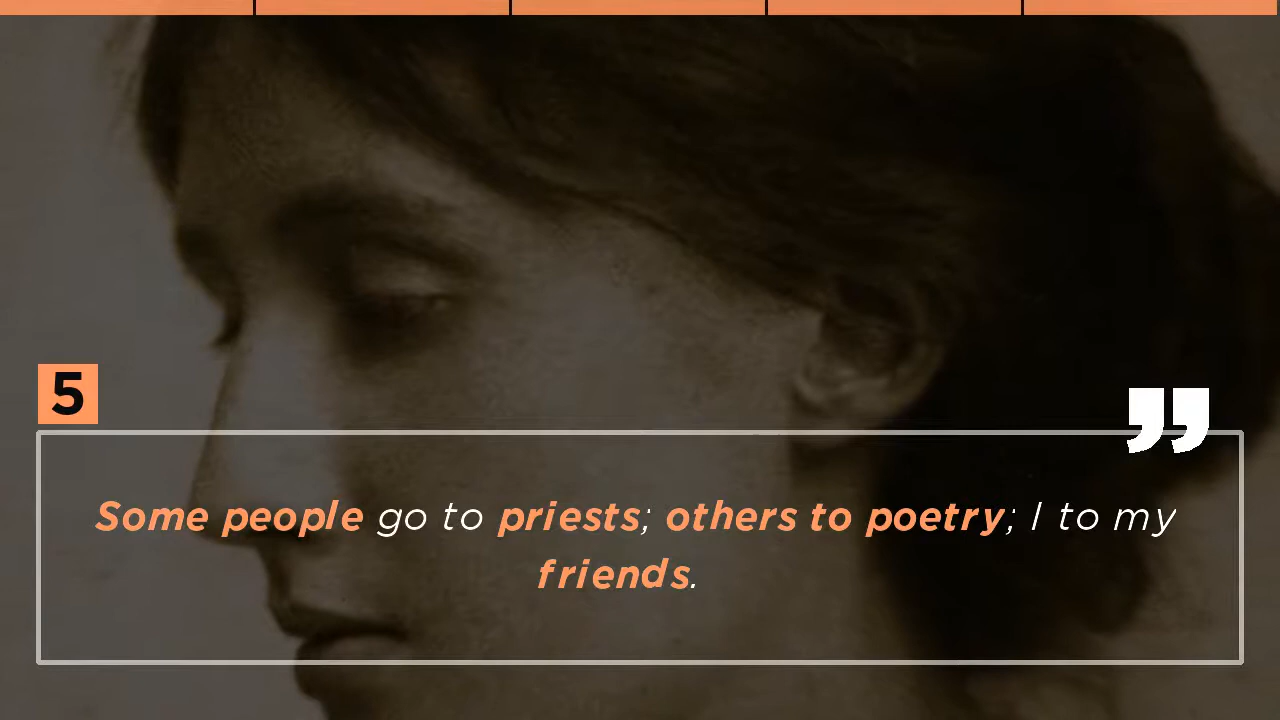 5
”
Some people go to priests; others to poetry; I to my
friends.